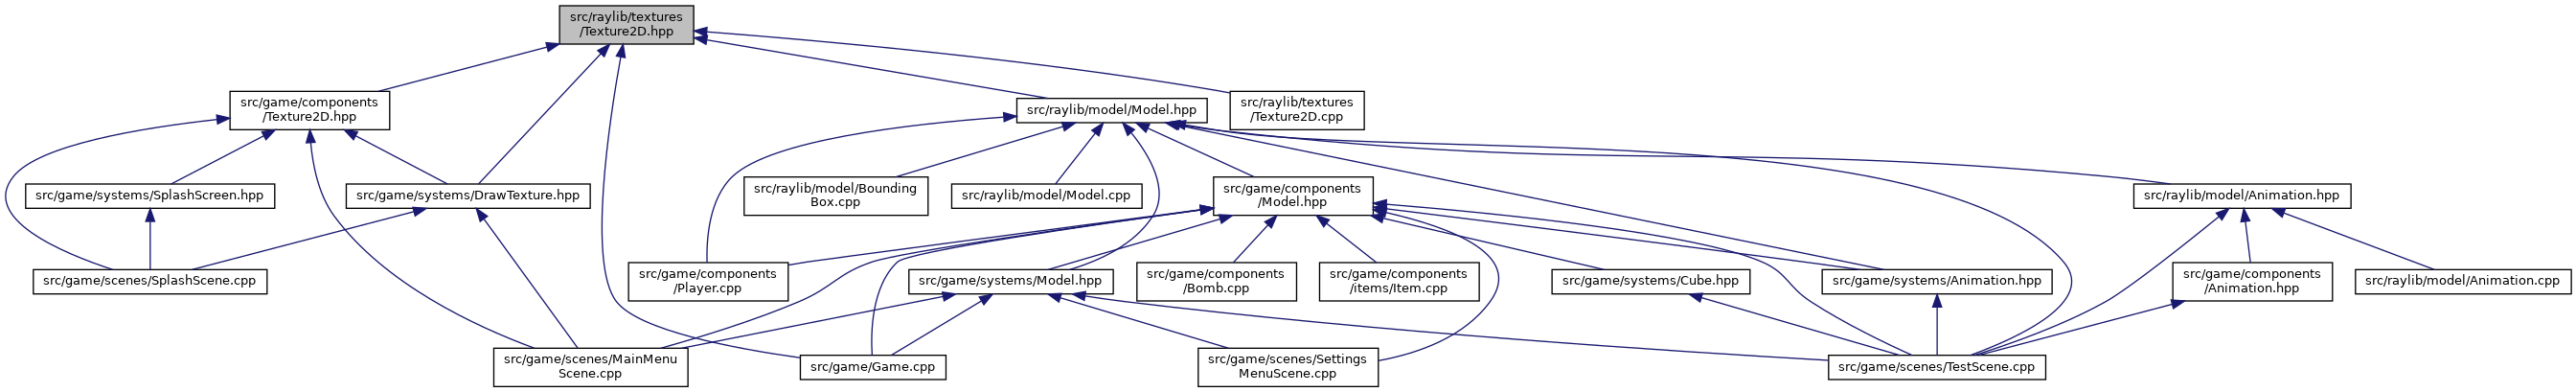 src/raylib/textures
/Texture2D.hpp
src/game/components
/Texture2D.hpp
src/raylib/model/Model.hpp
src/raylib/textures
/Texture2D.cpp
src/game/systems/SplashScreen.hpp
src/game/systems/DrawTexture.hpp
src/raylib/model/Bounding
Box.cpp
src/raylib/model/Model.cpp
src/game/components
/Model.hpp
src/raylib/model/Animation.hpp
src/game/scenes/SplashScene.cpp
src/game/components
/Player.cpp
src/game/systems/Model.hpp
src/game/components
/Bomb.cpp
src/game/components
/items/Item.cpp
src/game/systems/Cube.hpp
src/game/systems/Animation.hpp
src/game/components
/Animation.hpp
src/raylib/model/Animation.cpp
src/game/scenes/MainMenu
Scene.cpp
src/game/Game.cpp
src/game/scenes/Settings
MenuScene.cpp
src/game/scenes/TestScene.cpp